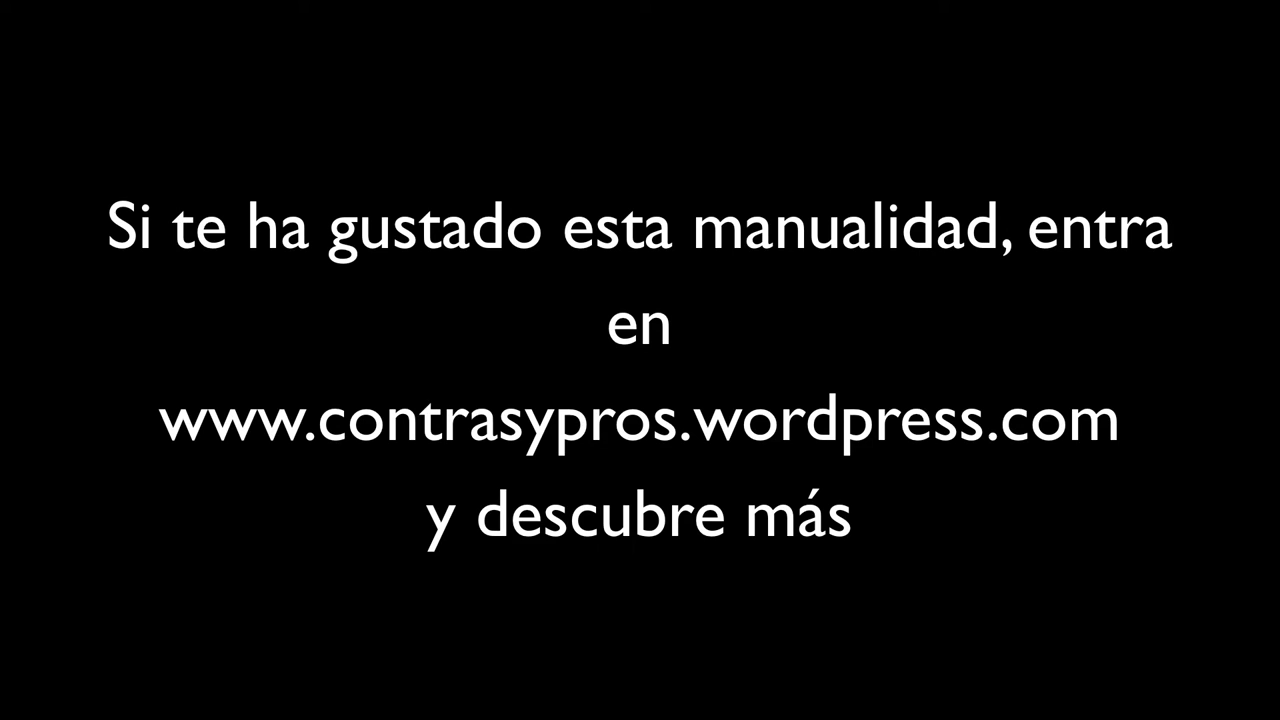 Si te ha gustado esta manualidad, entra
en
www.contrasypros.wordpress.com
y descubre más